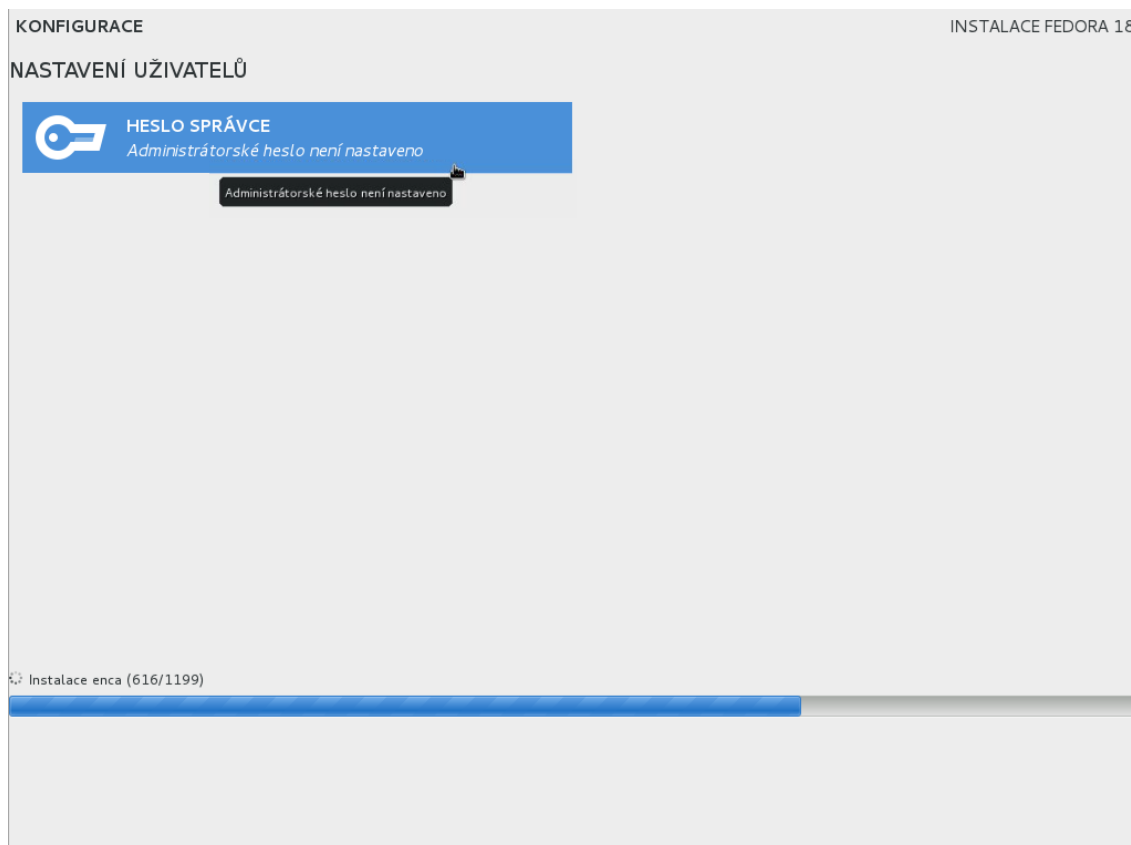 KONFIGURACE
INSTALACE FEDORA 18
NASTAVENÍ UŽIVATELŮ
HESLO SPRÁVCE
Administrátorské heslo není nastaveno
Administrátorské heslo není nastaveno
Instalace enca (616/1199)